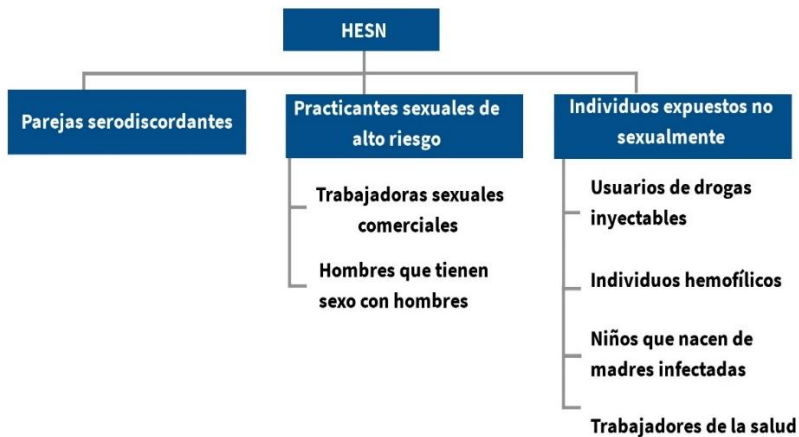 HESN
Parejas serodiscordantes
Practicantes sexuales de
alto riesgo
Trabajadoras sexuales
comerciales
Hombres que tienen
sexo con hombres
Individuos expuestos no
sexualmente
Usuarios de drogas
inyectables
Individuos hemofílicos
Niños que nacen de
madres infectadas
Trabajadores de la salud